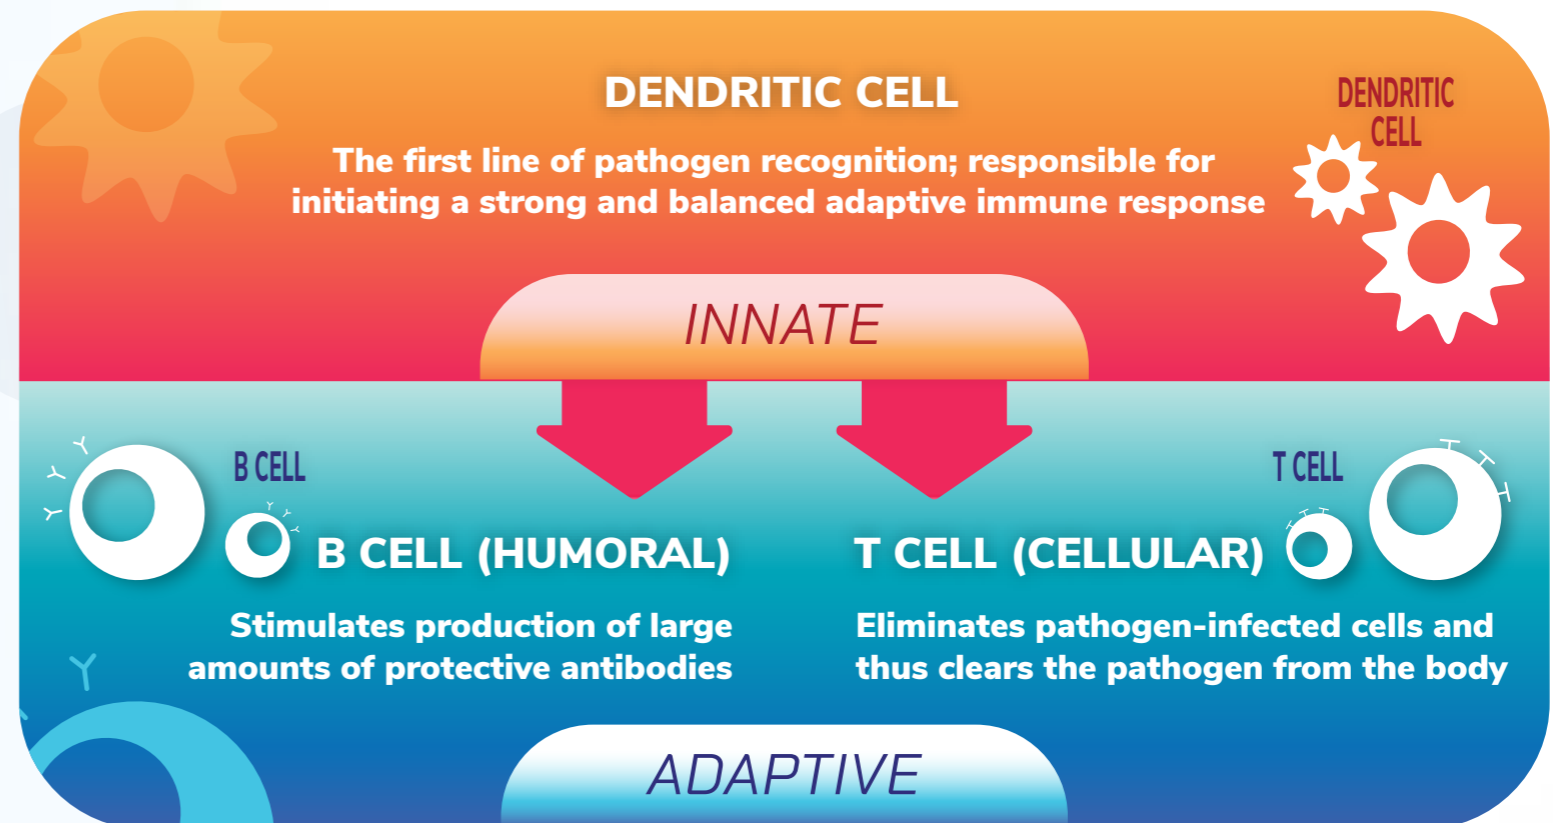 DENDRITIC CELL
The first line of pathogen recognition; responsible for
initiating a strong and balanced adaptive immune response
DENDRITIC
CELL
INNATE
B CELL
T CELL
B CELL (HUMORAL)
Stimulates production of large
amounts of protective antibodies
T CELL (CELLULAR)
Eliminates pathogen-infected cells and
thus clears the pathogen from the body
ADAPTIVE